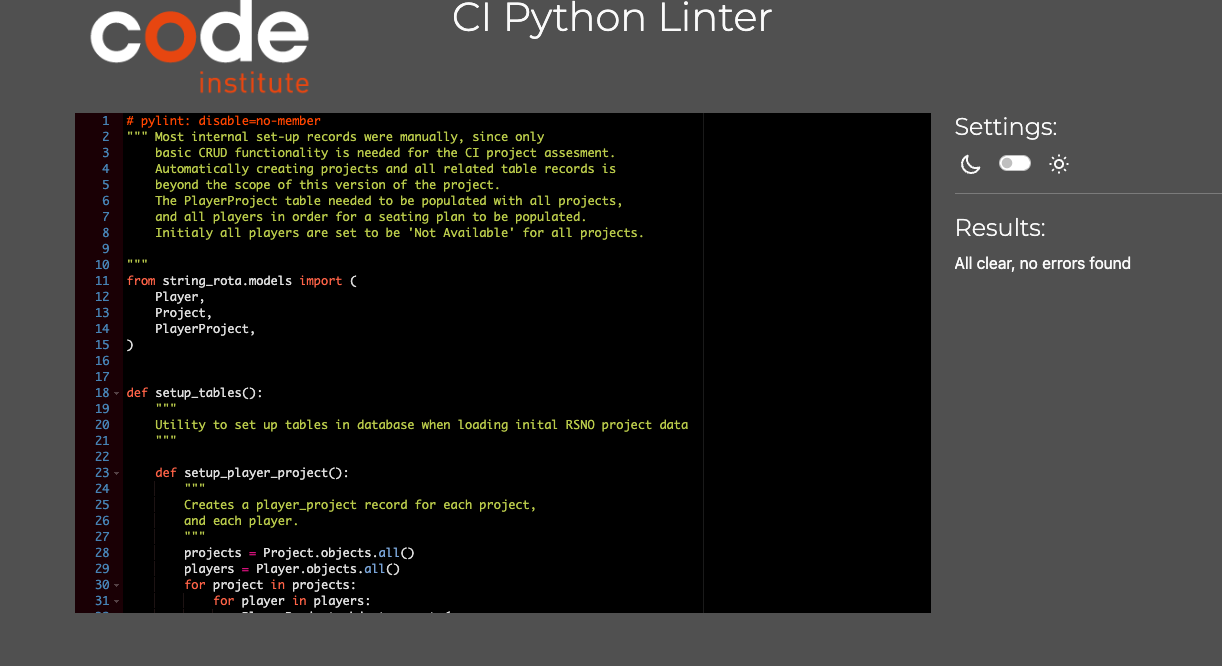 code
institute
CI Python Linter
1 # pylint: disable=no-member
2 """ Most internal set-up records were manually, since only
3 basic CRUD functionality is needed for the CI project assesment.
4 Automatically creating projects and all related table records is
5 beyond the scope of this version of the project.
6 The PlayerProject table needed to be populated with all projects,
7 and all players in order for a seating plan to be populated.
8 Initialy all players are set to be 'Not Available' for all projects.
9
10 """
11 from string_rota.models import (
12 Player,
13 Project,
14 PlayerProject,
15 )
16
17
18 def setup_tables():
19 """
20 Utility to set up tables in database when loading inital RSNO project data
21 """
22
23 def setup_player_project():
24 """
25 Creates a player_project record for each project,
26 and each player.
27 """
28 projects = Project.objects.all()
29 players = Player.objects.all()
30 for project in projects:
31 for player in players:
Settings:
Results:
All clear, no errors found